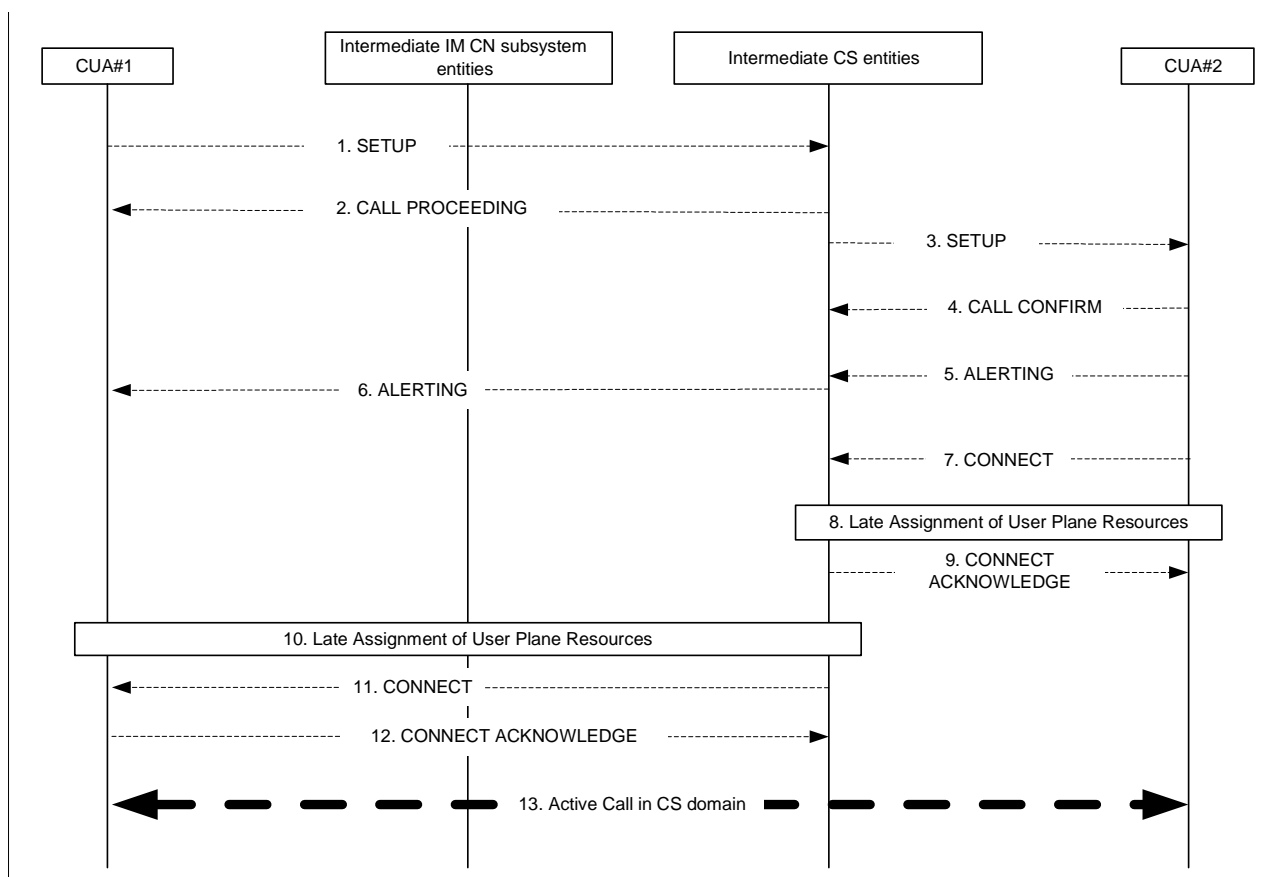 CUA#1
Intermediate IM CN subsystem
entities
Intermediate CS entities
CUA#2
1. SETUP
2. CALL PROCEEDING
3. SETUP
4. CALL CONFIRM
5. ALERTING
6. ALERTING
7. CONNECT
8. Late Assignment of User Plane Resources
9. CONNECT
ACKNOWLEDGE
10. Late Assignment of User Plane Resources
11. CONNECT
12. CONNECT ACKNOWLEDGE
13. Active Call in CS domain